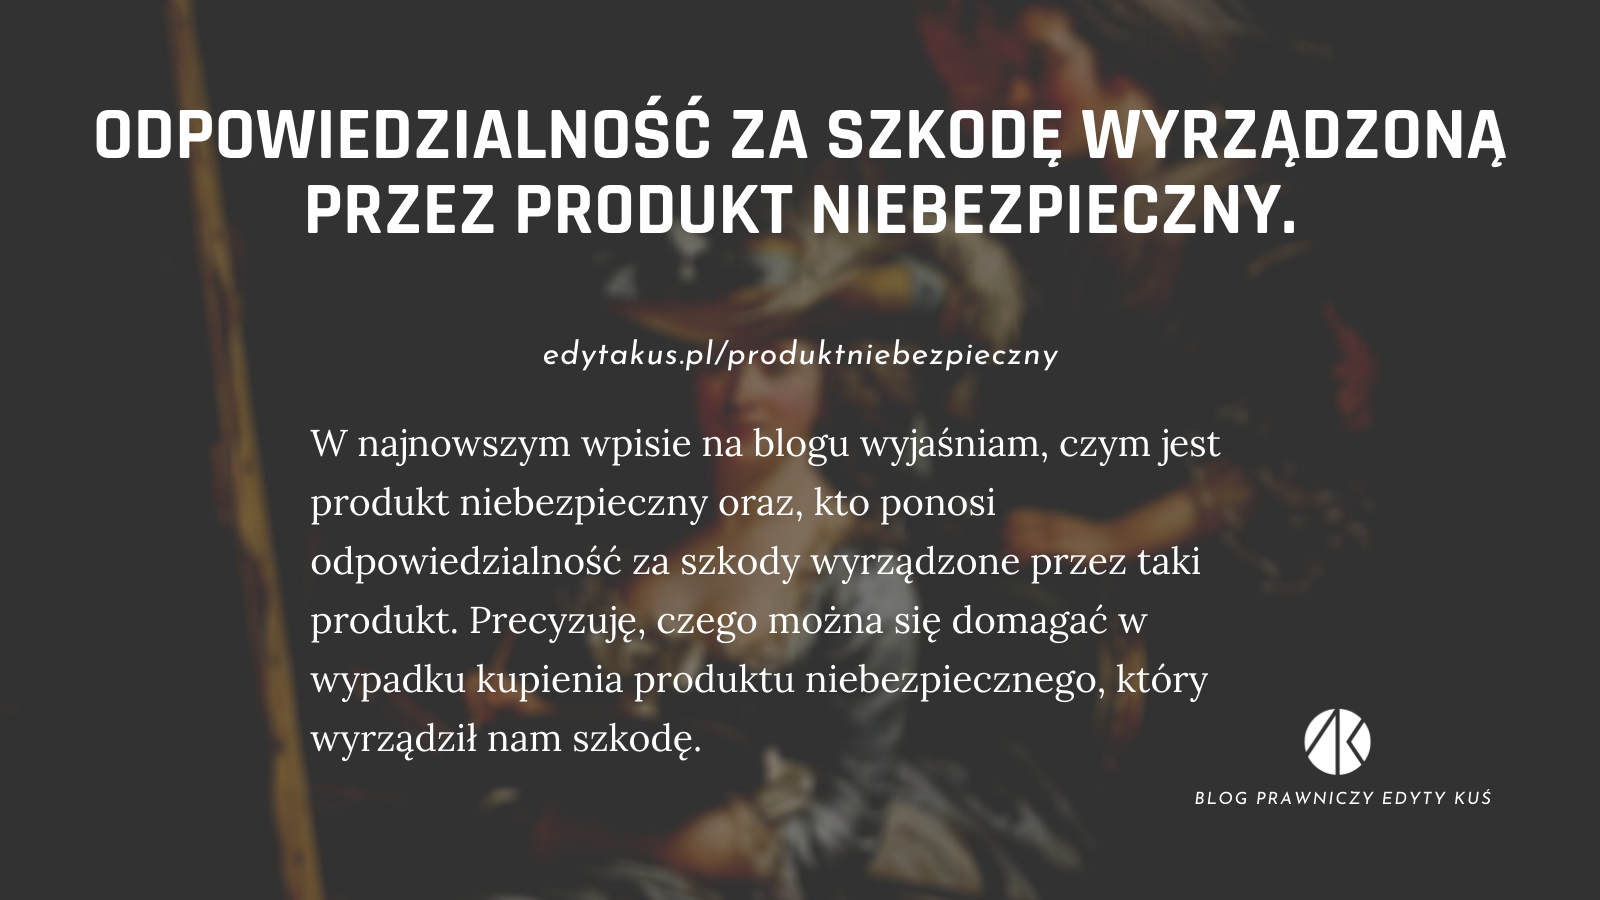 ODPOWIEDZIALNOŚĆ ZA SZKODĘ WYRZĄDZONĄ
PRZEZ PRODUKT NIEBEZPIECZNY.
edytakus.pl/produktniebezpieczny
W najnowszym wpisie na blogu wyjaśniam, czym jest
produkt niebezpieczny oraz, kto ponosi
odpowiedzialność za szkody wyrządzone przez taki
produkt. Precyzuję, czego można się domagać w
wypadku kupienia produktu niebezpiecznego, który
wyrządził nam szkodę.
BLOG PRAWNICZY EDYTY KUŚ